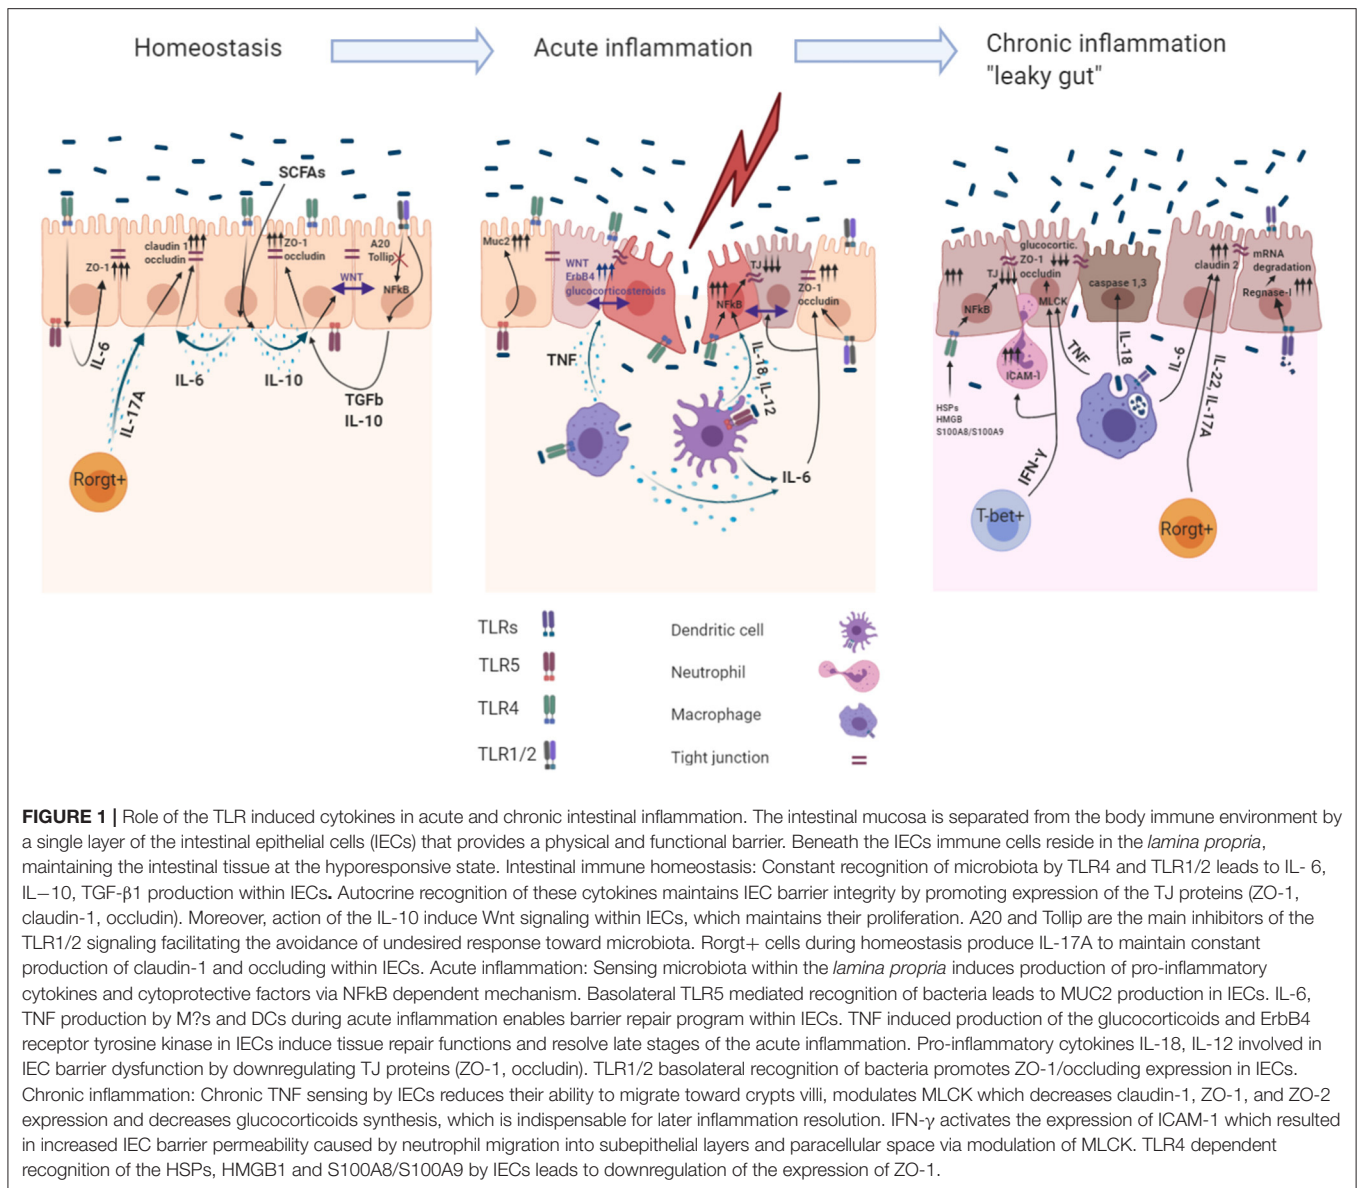 Homeostasis
Acute inflammation
Chronic inflammation
"leaky gut"
SCFAs
ZO-1
claudin 1
occludin
ZO-1
occludin
A20
Tollip
WNT
NFkB
IL-6
IL-17A
IL-6
IL-10
TGFb
IL-10
Rorgt+
Muc2
WNT
ErbB4
glucocorticosteroids
TJ
NFkB
ZO-1
occludin
TNF
IL-18, IL-12
IL-6
glucocortic.
ZO-1
TJ
occludin
MLCK
NFkB
caspase 1,3
claudin 2
mRNA
degradation
Regnase-I
ICAM-I
TNF
IL-18
IL-9
IL-22, IL-17A
HSPs
HMGB
S100A8/S100A9
IFN-γ
T-bet+
Rorgt+
TLRs
TLR5
TLR4
TLR1/2
Dendritic cell
Neutrophil
Macrophage
Tight junction
FIGURE 1 | Role of the TLR induced cytokines in acute and chronic intestinal inflammation. The intestinal mucosa is separated from the body immune environment by
a single layer of the intestinal epithelial cells (IECs) that provides a physical and functional barrier. Beneath the IECs immune cells reside in the lamina propria,
maintaining the intestinal tissue at the hyporesponsive state. Intestinal immune homeostasis: Constant recognition of microbiota by TLR4 and TLR1/2 leads to IL- 6,
IL−10, TGF-β1 production within IECs. Autocrine recognition of these cytokines maintains IEC barrier integrity by promoting expression of the TJ proteins (ZO-1,
claudin-1, occludin). Moreover, action of the IL-10 induce Wnt signaling within IECs, which maintains their proliferation. A20 and Tollip are the main inhibitors of the
TLR1/2 signaling facilitating the avoidance of undesired response toward microbiota. Rorgt+ cells during homeostasis produce IL-17A to maintain constant
production of claudin-1 and occluding within IECs. Acute inflammation: Sensing microbiota within the lamina propria induces production of pro-inflammatory
cytokines and cytoprotective factors via NFkB dependent mechanism. Basolateral TLR5 mediated recognition of bacteria leads to MUC2 production in IECs. IL-6,
TNF production by M?s and DCs during acute inflammation enables barrier repair program within IECs. TNF induced production of the glucocorticoids and ErbB4
receptor tyrosine kinase in IECs induce tissue repair functions and resolve late stages of the acute inflammation. Pro-inflammatory cytokines IL-18, IL-12 involved in
IEC barrier dysfunction by downregulating TJ proteins (ZO-1, occludin). TLR1/2 basolateral recognition of bacteria promotes ZO-1/occluding expression in IECs.
Chronic inflammation: Chronic TNF sensing by IECs reduces their ability to migrate toward crypts villi, modulates MLCK which decreases claudin-1, ZO-1, and ZO-2
expression and decreases glucocorticoids synthesis, which is indispensable for later inflammation resolution. IFN-γ activates the expression of ICAM-1 which resulted
in increased IEC barrier permeability caused by neutrophil migration into subepithelial layers and paracellular space via modulation of MLCK. TLR4 dependent
recognition of the HSPs, HMGB1 and S100A8/S100A9 by IECs leads to downregulation of the expression of ZO-1.